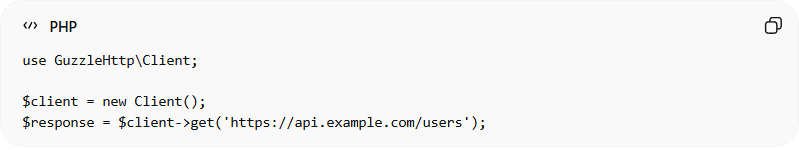 PHP
use GuzzleHttp\Client;
$client = new Client();
$response = $client->get('https://api.example.com/users');